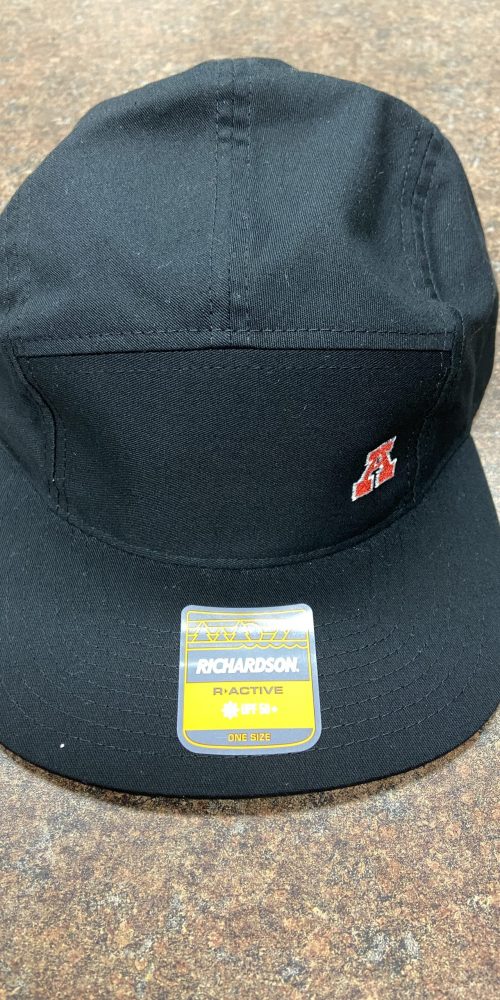 A
RICHARDSON.
R▸ACTIVE
UPF 50+
ONE SIZE